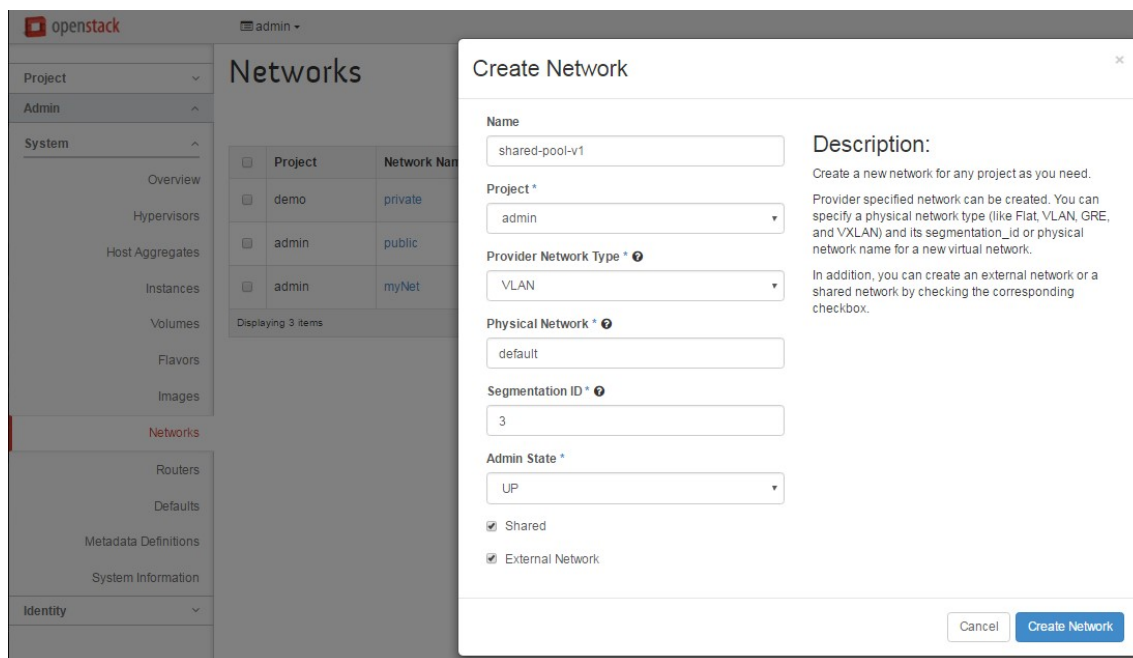 openstack
admin
Project
Admin
System
Overview
Hypervisors
Host Aggregates
Instances
Volumes
Flavors
Images
Networks
Routers
Defaults
Metadata Definitions
System Information
Identity
Networks
Project Network Nam
demo private
admin public
admin myNet
Displaying 3 items
Create Network
×
Name
shared-pool-v1
Project *
admin
Provider Network Type * ?
VLAN
Physical Network * ?
default
Segmentation ID * ?
3
Admin State *
UP
Shared
External Network
Description:
Create a new network for any project as you need.
Provider specified network can be created. You can
specify a physical network type (like Flat, VLAN, GRE,
and VXLAN) and its segmentation_id or physical
network name for a new virtual network.
In addition, you can create an external network or a
shared network by checking the corresponding
checkbox.
Cancel
Create Network